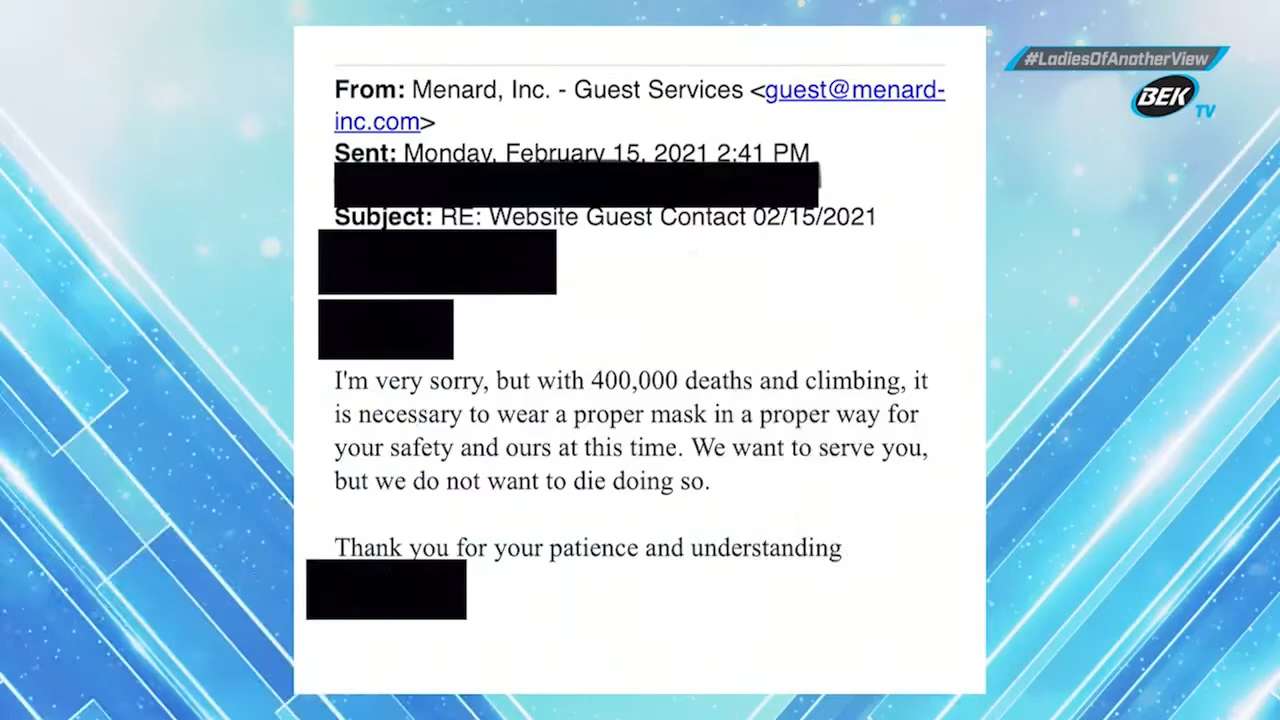 #LadiesOfAnotherView
BEK TV
From: Menard, Inc. - Guest Services <guest@menard-
inc.com>
Sent: Monday, February 15, 2021 2:41 PM
Subject: RE: Website Guest Contact 02/15/2021
I'm very sorry, but with 400,000 deaths and climbing, it
is necessary to wear a proper mask in a proper way for
your safety and ours at this time. We want to serve you,
but we do not want to die doing so.
Thank you for your patience and understanding